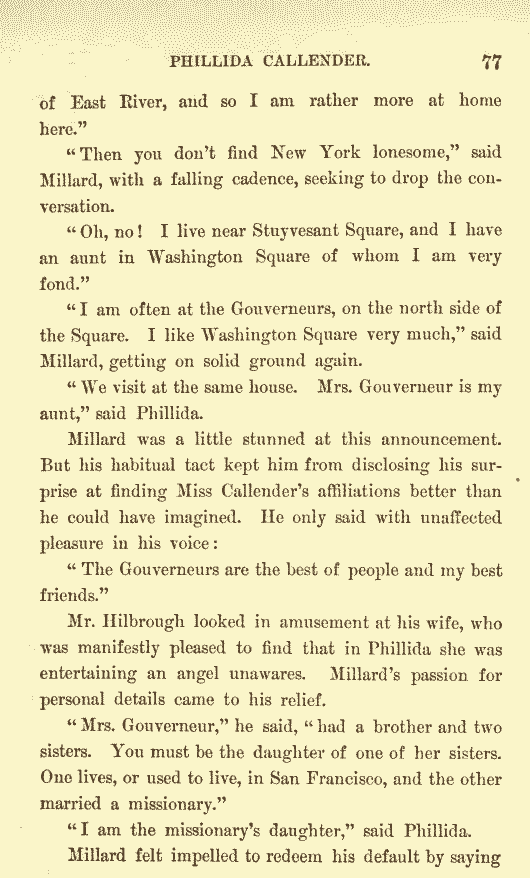 PHILLIDA CALLENDER. 77
of East River, and so I am rather more at home
here.”
“Then you don’t find New York lonesome,” said
Millard, with a falling cadence, seeking to drop the con-
versation.
“Oh, no! I live near Stuyvesant Square, and I have
an aunt in Washington Square of whom I am very
fond.”
“I am often at the Gouverneurs, on the north side of
the Square. I like Washington Square very much,” said
Millard, getting on solid ground again.
“We visit at the same house. Mrs. Gouverneur is my
aunt,” said Phillida.
Millard was a little stunned at this announcement.
But his habitual tact kept him from disclosing his sur-
prise at finding Miss Callender’s affiliations better than
he could have imagined. He only said with unaffected
pleasure in his voice:
“The Gouverneurs are the best of people and my best
friends.”
Mr. Hilbrough looked in amusement at his wife, who
was manifestly pleased to find that in Phillida she was
entertaining an angel unawares. Millard’s passion for
personal details came to his relief.
“Mrs. Gouverneur,” he said, “had a brother and two
sisters. You must be the daughter of one of her sisters.
One lives, or used to live, in San Francisco, and the other
married a missionary.”
“I am the missionary’s daughter,” said Phillida.
Millard felt impelled to redeem his default by saying